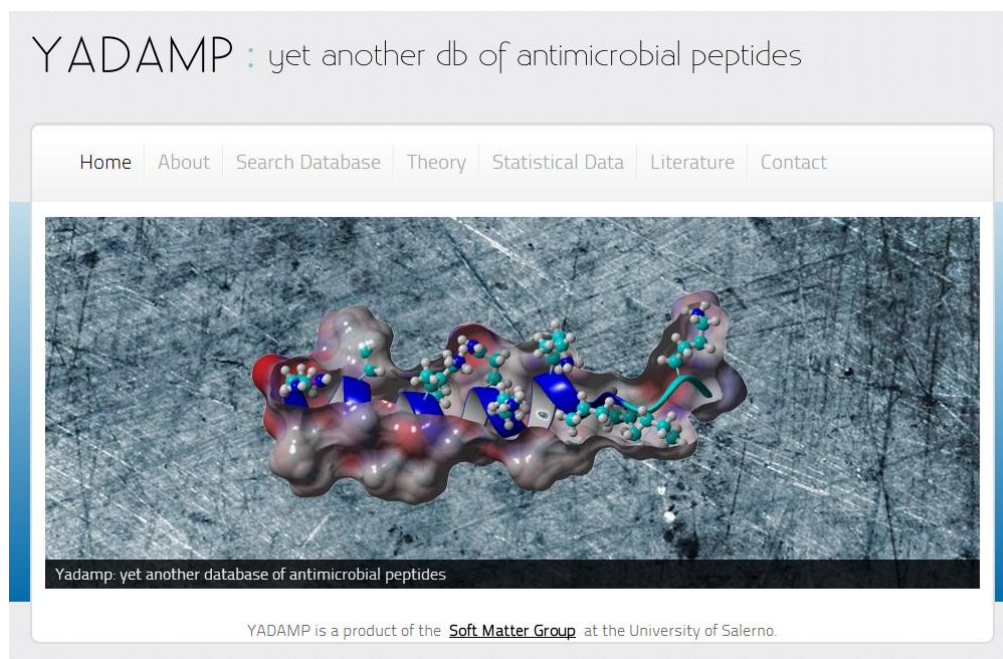 YADAMP : yet another db of antimicrobial peptides
Home About Search Database Theory Statistical Data Literature Contact
Yadamp: yet another database of antimicrobial peptides
YADAMP is a product of the Soft Matter Group at the University of Salerno.